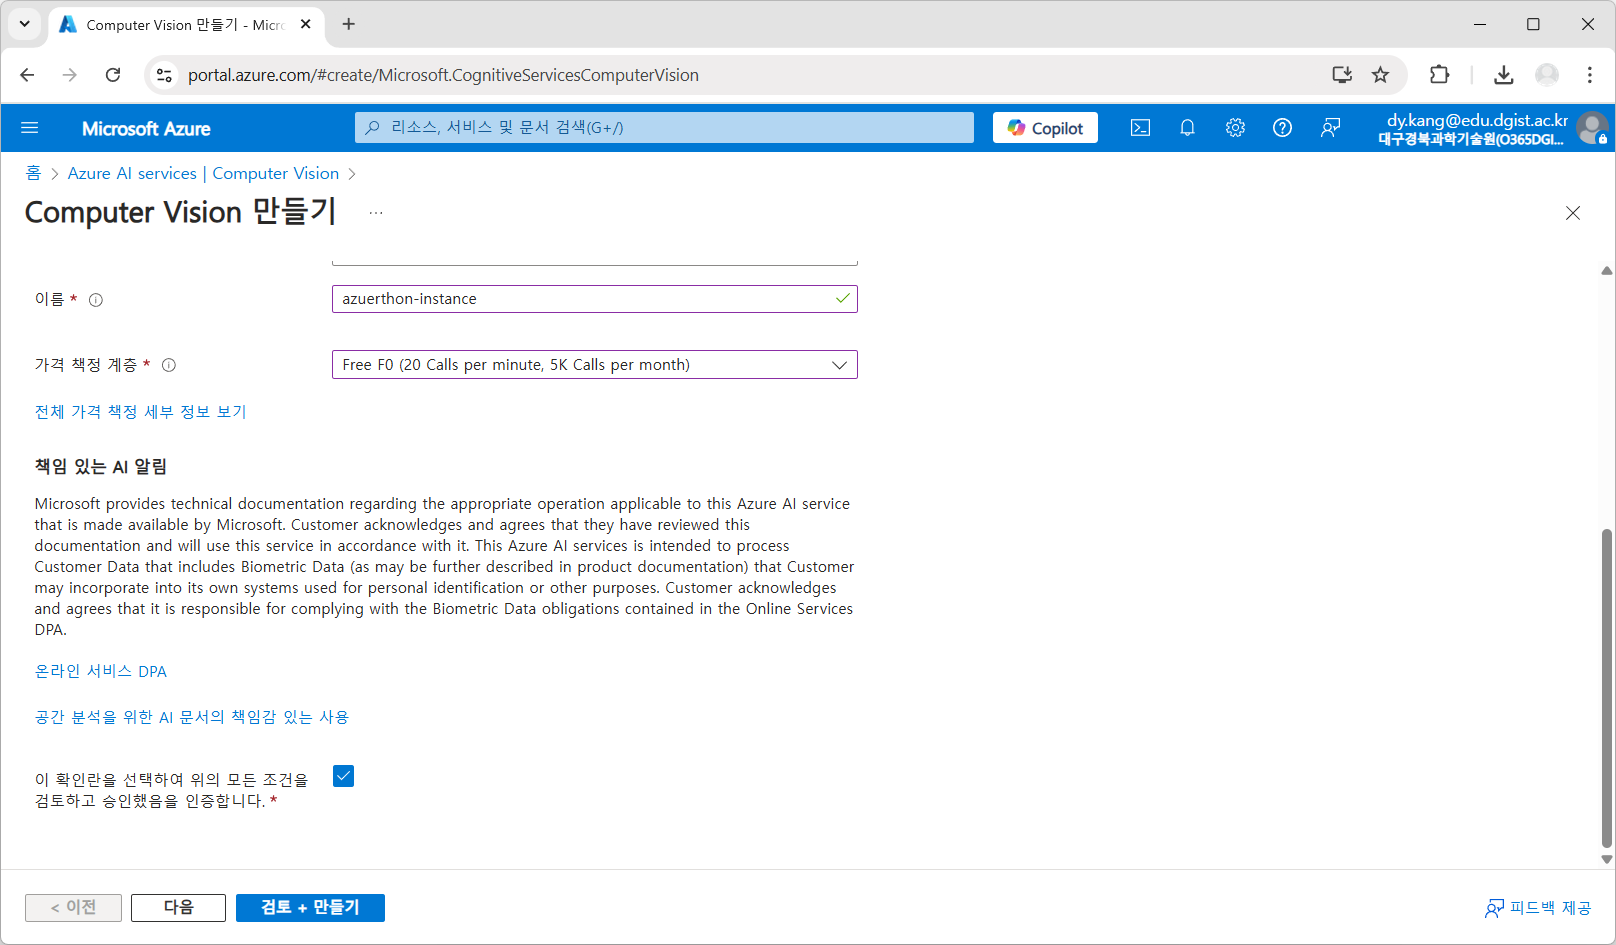 Computer Vision 만들기 - Micr
portal.azure.com/#create/Microsoft.CognitiveServicesComputerVision
Microsoft Azure
리소스, 서비스 및 문서 검색(G+/)
Copilot
dy.kang@edu.dgist.ac.kr
대구경북과학기술원(O365DGI...
홈 > Azure AI services | Computer Vision >
Computer Vision 만들기 ...
이름 *
azuerthon-instance
가격 책정 계층 *
Free F0 (20 Calls per minute, 5K Calls per month)
전체 가격 책정 세부 정보 보기
책임 있는 AI 알림
Microsoft provides technical documentation regarding the appropriate operation applicable to this Azure AI service
that is made available by Microsoft. Customer acknowledges and agrees that they have reviewed this
documentation and will use this service in accordance with it. This Azure AI services is intended to process
Customer Data that includes Biometric Data (as may be further described in product documentation) that Customer
may incorporate into its own systems used for personal identification or other purposes. Customer acknowledges
and agrees that it is responsible for complying with the Biometric Data obligations contained in the Online Services
DPA.
온라인 서비스 DPA
공간 분석을 위한 AI 문서의 책임감 있는 사용
이 확인란을 선택하여 위의 모든 조건을
검토하고 승인했음을 인증합니다. *
< 이전
다음
검토 + 만들기
피드백 제공